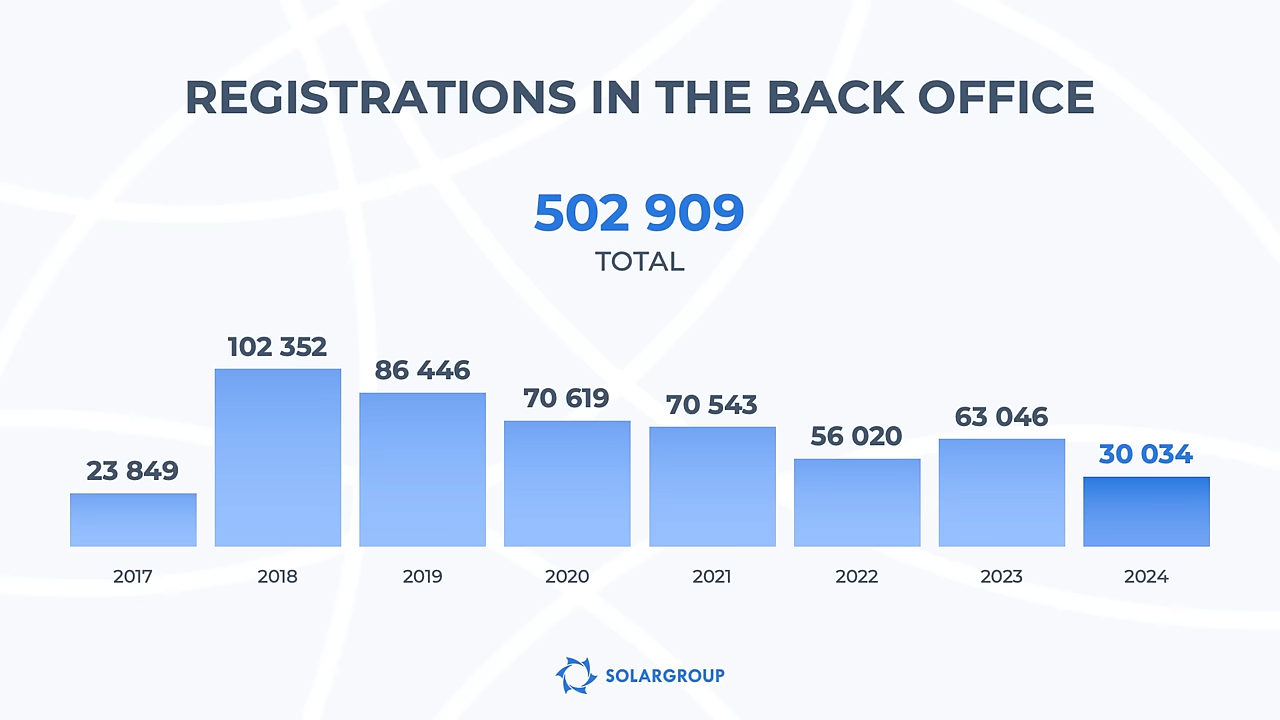 REGISTRATIONS IN THE BACK OFFICE
502 909
TOTAL
23 849
102 352
86 446
70 619
70 543
56 020
63 046
30 034
2017 2018 2019 2020 2021 2022 2023 2024
SOLARGROUP